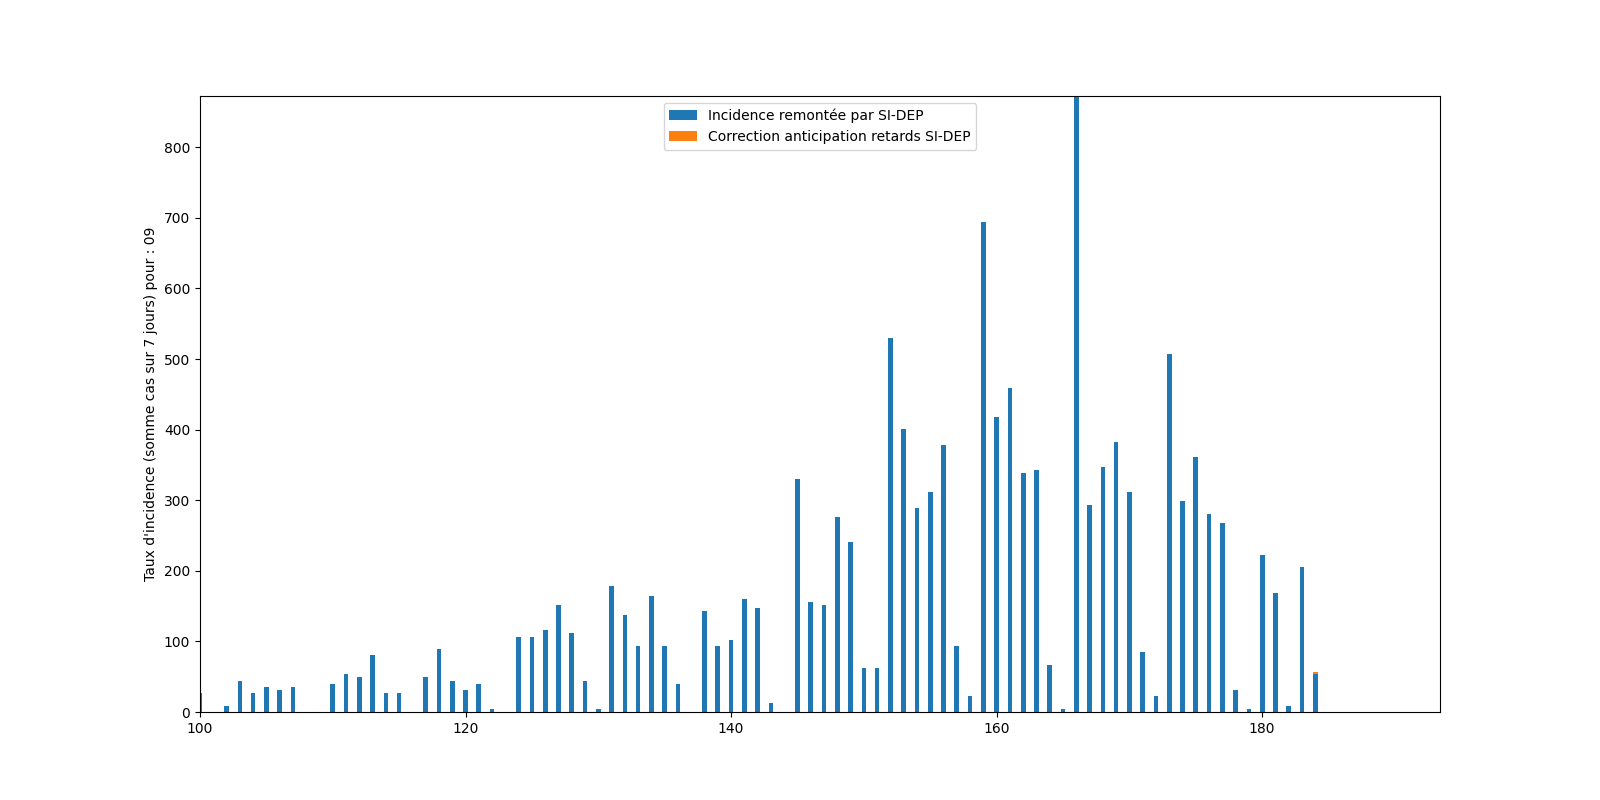 Incidence remontée par SI-DEP
Correction anticipation retards SI-DEP
Taux d'incidence (somme cas sur 7 jours) pour : 09
800
700
600
500
400
300
200
100
0
100 120 140 160 180